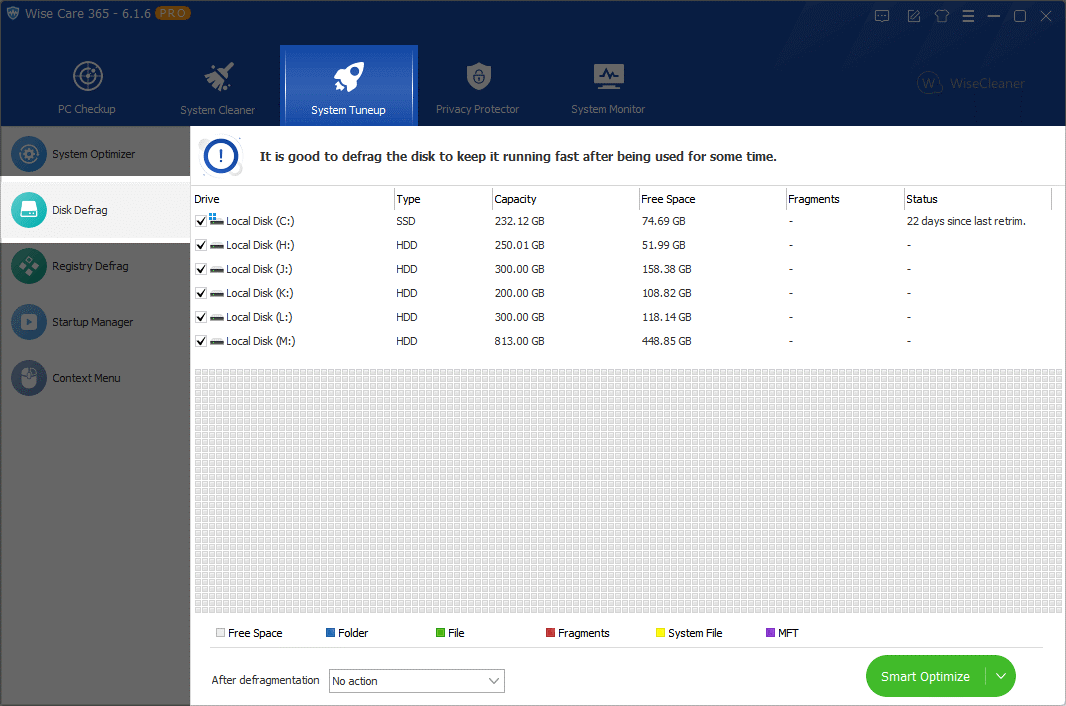 Wise Care 365 - 6.1.6 PRO
PC Checkup
System Cleaner
System Tuneup
Privacy Protector
System Monitor
W WiseCleaner
System Optimizer
Disk Defrag
Registry Defrag
Startup Manager
Context Menu
! It is good to defrag the disk to keep it running fast after being used for some time.
Drive Type Capacity Free Space Fragments Status
Local Disk (C:) SSD 232.12 GB 74.69 GB - 22 days since last retrim.
Local Disk (H:) HDD 250.01 GB 51.99 GB - -
Local Disk (J:) HDD 300.00 GB 158.38 GB - -
Local Disk (K:) HDD 200.00 GB 108.82 GB - -
Local Disk (L:) HDD 300.00 GB 118.14 GB - -
Local Disk (M:) HDD 813.00 GB 448.85 GB - -
Free Space Folder File Fragments System File MFT
After defragmentation No action
Smart Optimize